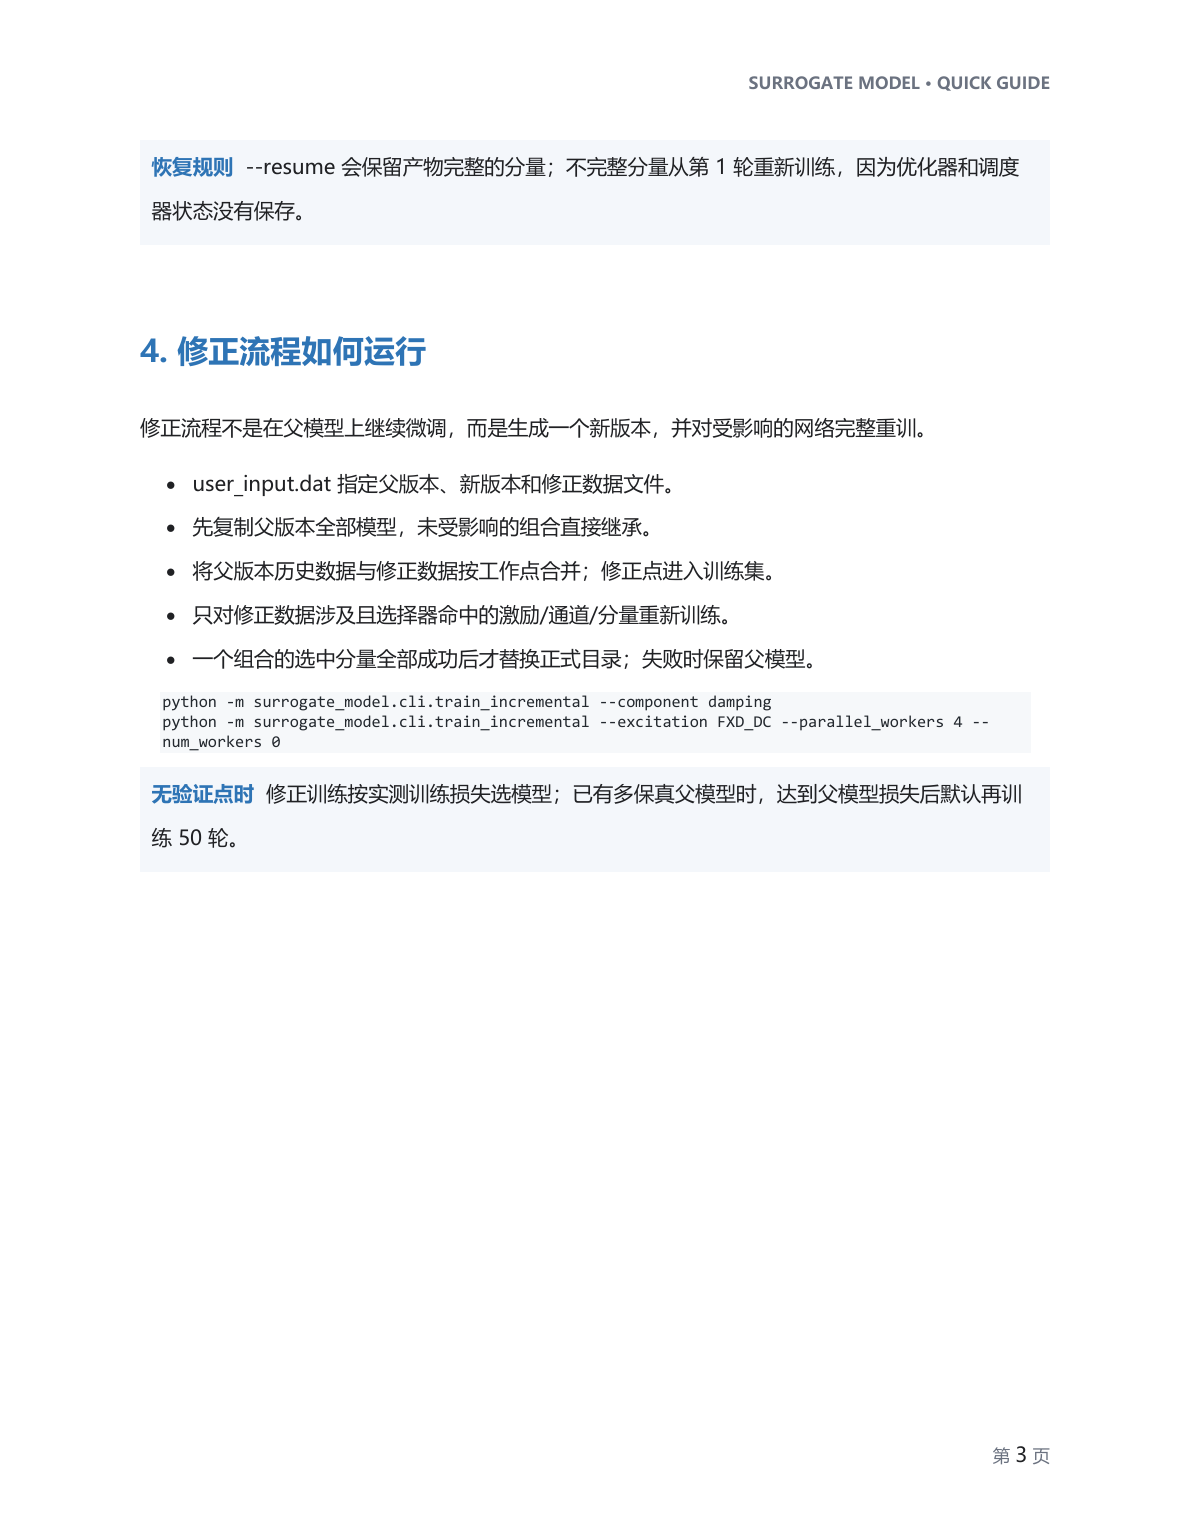 SURROGATE MODEL • QUICK GUIDE
恢复规则 --resume 会保留产物完整的分量；不完整分量从第 1 轮重新训练，因为优化器和调度
器状态没有保存。
4. 修正流程如何运行
修正流程不是在父模型上继续微调，而是生成一个新版本，并对受影响的网络完整重训。
• user_input.dat 指定父版本、新版本和修正数据文件。
• 先复制父版本全部模型，未受影响的组合直接继承。
• 将父版本历史数据与修正数据按工作点合并；修正点进入训练集。
• 只对修正数据涉及且选择器命中的激励/通道/分量重新训练。
• 一个组合的选中分量全部成功后才替换正式目录；失败时保留父模型。
python -m surrogate_model.cli.train_incremental --component damping
python -m surrogate_model.cli.train_incremental --excitation FXD_DC --parallel_workers 4 --
num_workers 0
无验证点时 修正训练按实测训练损失选模型；已有多保真父模型时，达到父模型损失后默认再训
练 50 轮。
第 3 页